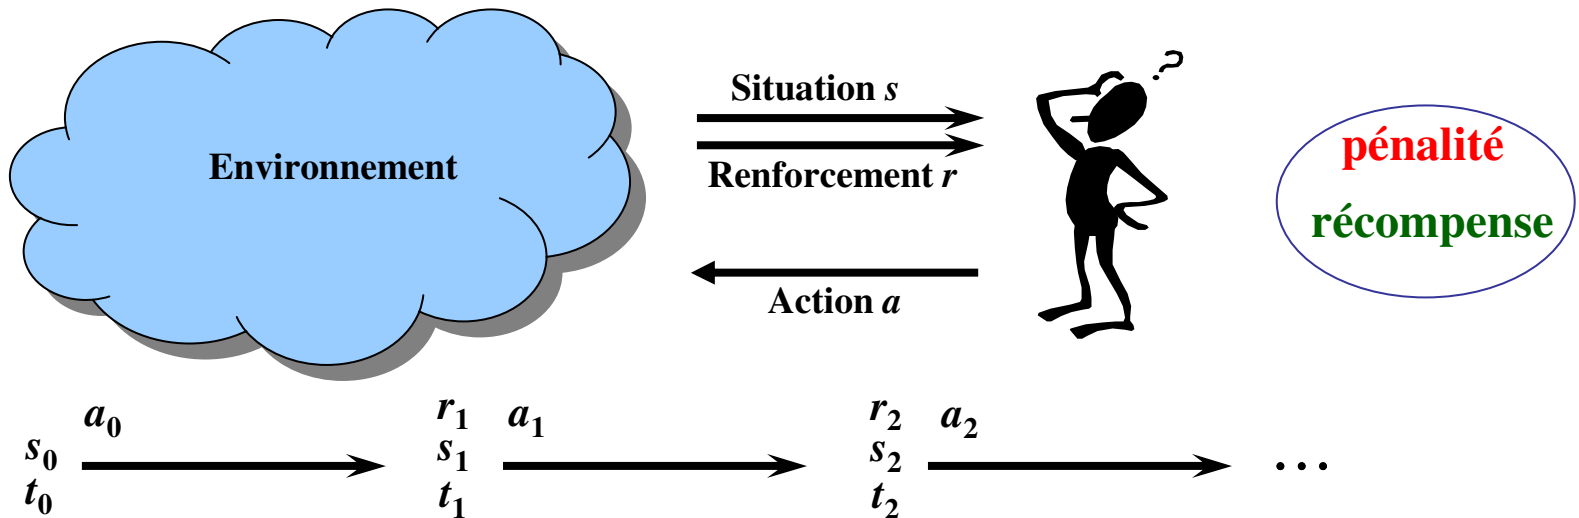 Environnement
Situation s
Renforcement r
Action a
?
pénalité
récompense
a₀ r₁ a₁ r₂ a₂
s₀ s₁ s₂ ...
t₀ t₁ t₂